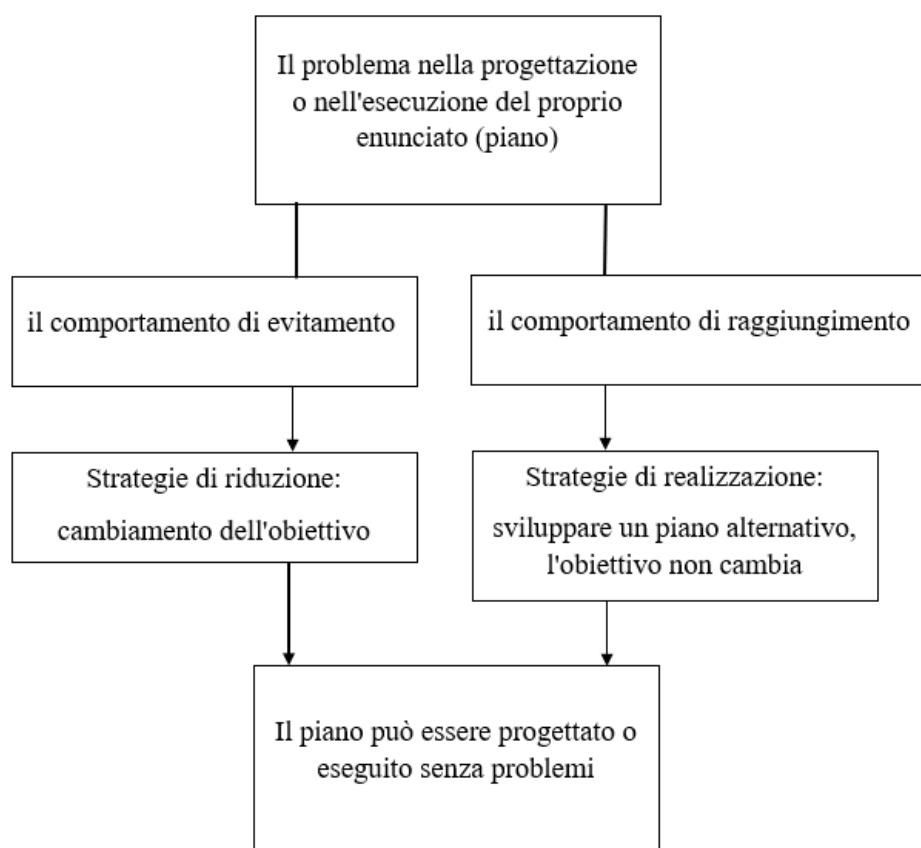 Il problema nella progettazione
o nell'esecuzione del proprio
enunciato (piano)
il comportamento di evitamento
il comportamento di raggiungimento
Strategie di riduzione:
cambiamento dell'obiettivo
Strategie di realizzazione:
sviluppare un piano alternativo,
l'obiettivo non cambia
Il piano può essere progettato o
eseguito senza problemi